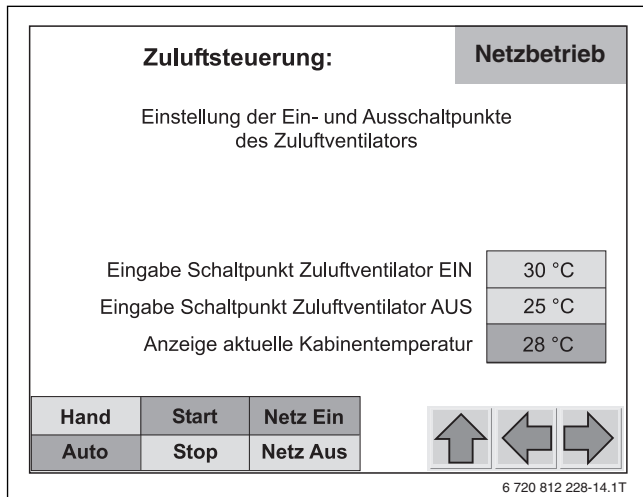 Zuluftsteuerung:
Netzbetrieb
Einstellung der Ein- und Ausschaltpunkte
des Zuluftventilators
Eingabe Schaltpunkt Zuluftventilator EIN 30 °C
Eingabe Schaltpunkt Zuluftventilator AUS 25 °C
Anzeige aktuelle Kabinentemperatur 28 °C
Hand Start Netz Ein
Auto Stop Netz Aus
6 720 812 228-14.1T